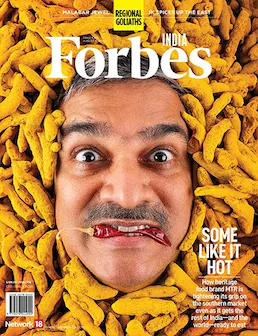 MALABAR JEWEL
REGIONAL
GOLIATHS
SPICES UP THE EAST
INDIA
Forbes
SOME
LIKE IT
HOT
How heritage
food brand MTR is
tightening its grip on
the southern market
even as it gets the
rest of India—and the
world—ready to eat
Network 18